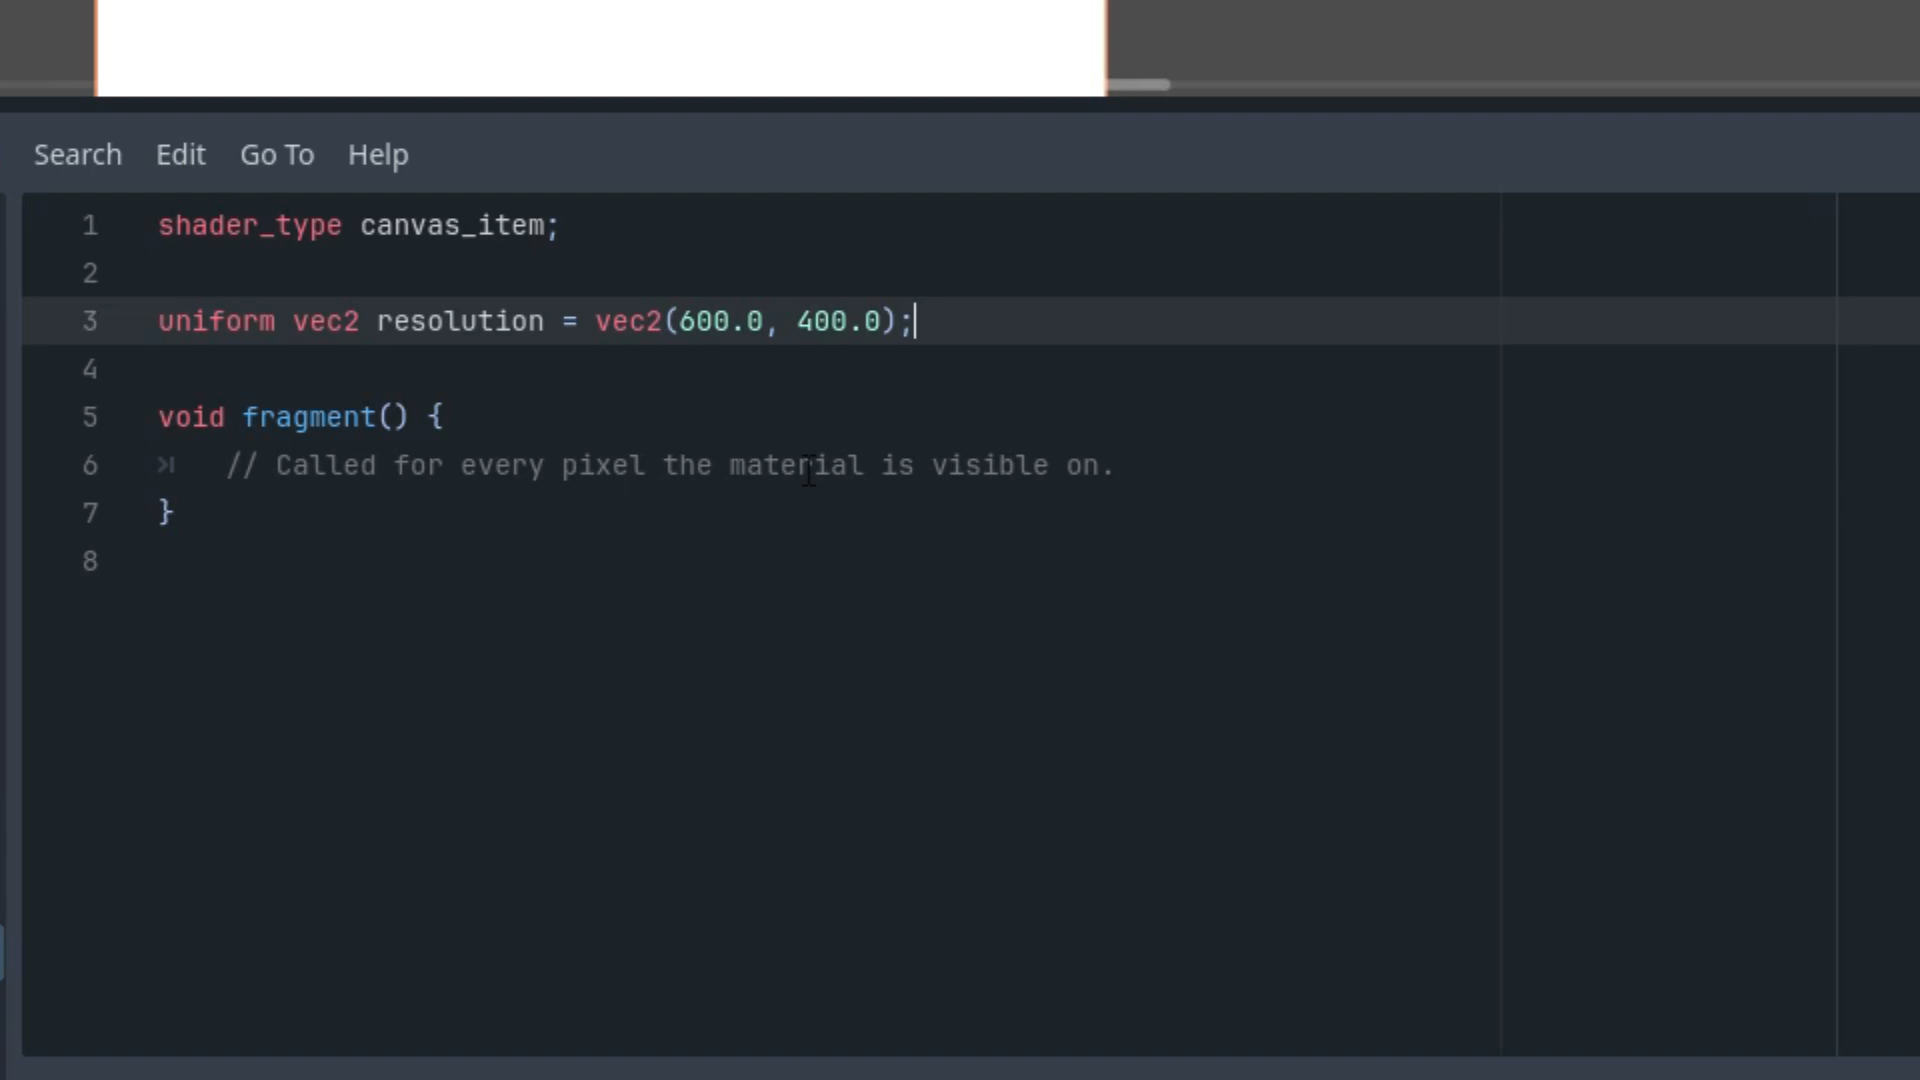 Search Edit Go To Help
1 shader_type canvas_item;
2
3 uniform vec2 resolution = vec2(600.0, 400.0);
4
5 void fragment() {
6 // Called for every pixel the material is visible on.
7 }
8